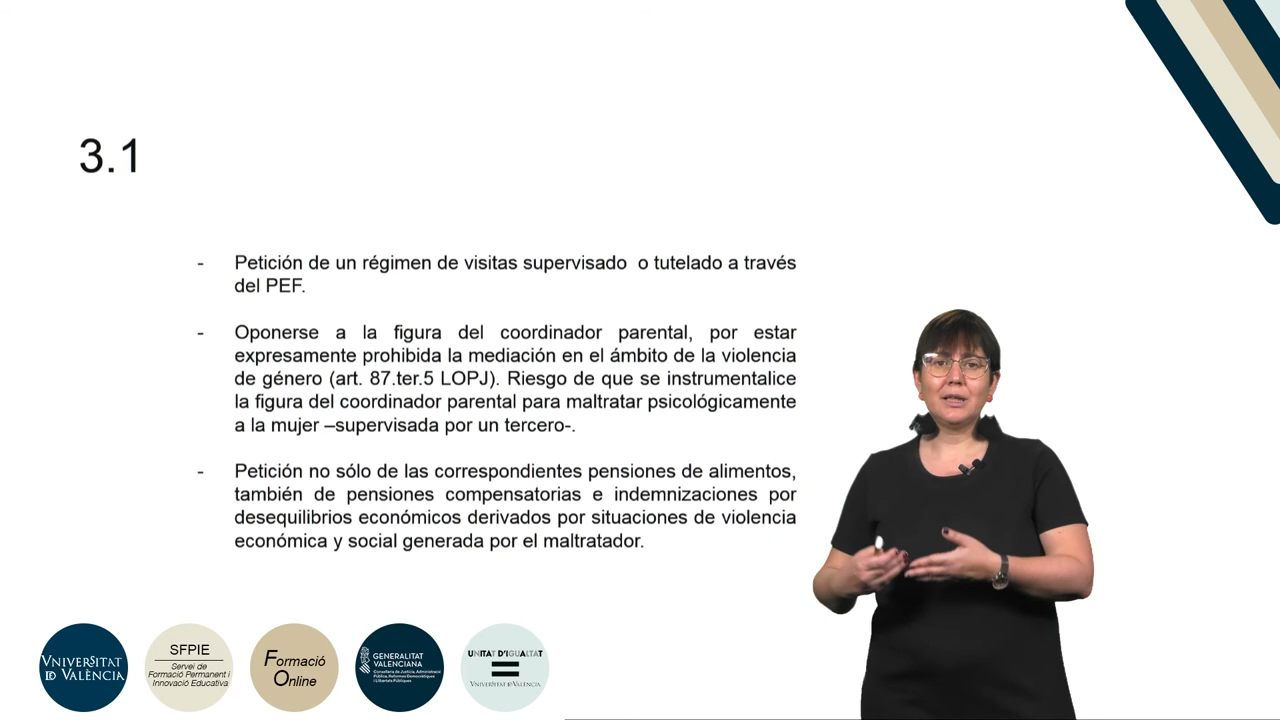 3.1
- Petición de un régimen de visitas supervisado o tutelado a través
del PEF.
- Oponerse a la figura del coordinador parental, por estar
expresamente prohibida la mediación en el ámbito de la violencia
de género (art. 87.ter.5 LOPJ). Riesgo de que se instrumentalice
la figura del coordinador parental para maltratar psicológicamente
a la mujer –supervisada por un tercero-.
- Petición no sólo de las correspondientes pensiones de alimentos,
también de pensiones compensatorias e indemnizaciones por
desequilibrios económicos derivados por situaciones de violencia
económica y social generada por el maltratador.
VNIVERSITAT
ID VALÈNCIA
SFPIE
Servei de
Formació Permanent i
Innovació Educativa
Formació
Online
GENERALITAT
VALENCIANA
Conselleria de Justícia, Administració
Pública, Reformes Democràtiques
i Llibertats Públiques
UNITAT D'IGUALTAT
VNIVERSITAT ID VALÈNCIA